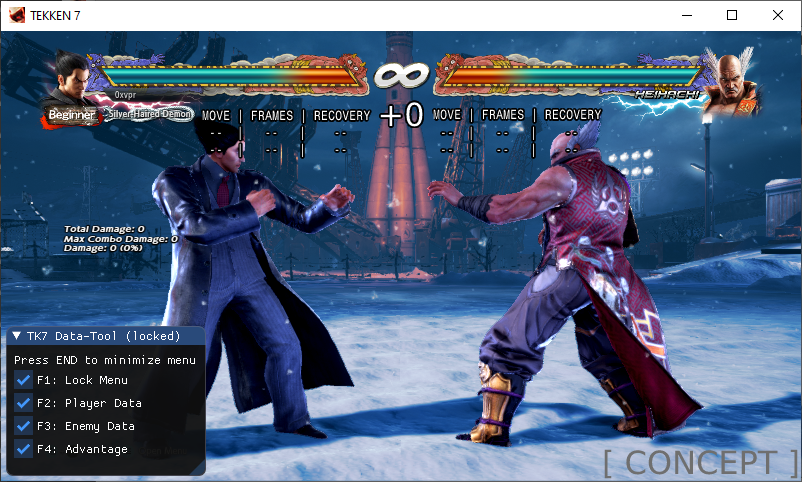 TEKKEN 7
Oxvpr
HEIHACHI
Beginner
Silver-Haired Demon
MOVE | FRAMES | RECOVERY
+0
MOVE | FRAMES | RECOVERY
-- | -- | --
-- | -- | --
-- | -- | --
-- | -- | --
Total Damage: 0
Max Combo Damage: 0
Damage: 0 (0%)
TK7 Data-Tool (locked)
Press END to minimize menu
F1: Lock Menu
F2: Player Data
F3: Enemy Data
F4: Advantage
[ CONCEPT ]